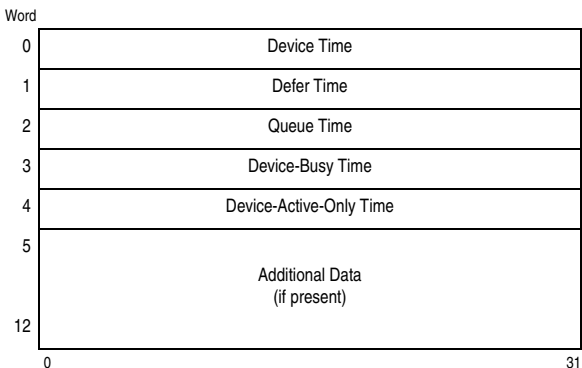 Word
0 Device Time
1 Defer Time
2 Queue Time
3 Device-Busy Time
4 Device-Active-Only Time
5
Additional Data
(if present)
12
0 31